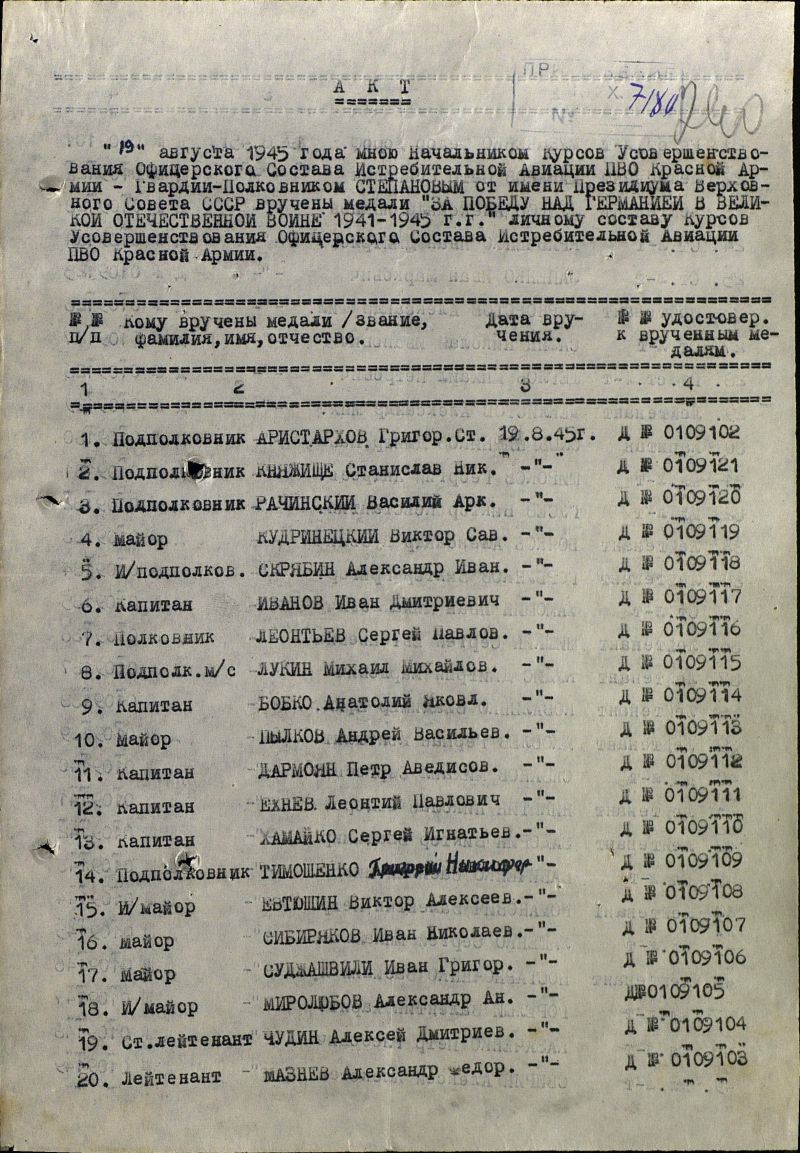 ПР
А К Т
№
х. 7180
"19" августа 1945 года мною Начальником Курсов Усовершенство-
вания Офицерского Состава Истребительной Авиации ПВО Красной Ар-
мии - Гвардии-Полковником СТЕПАНОВЫМ от имени Президиума Верхов-
ного Совета СССР вручены медали "ЗА ПОБЕДУ НАД ГЕРМАНИЕЙ В ВЕЛИ-
КОЙ ОТЕЧЕСТВЕННОЙ ВОЙНЕ 1941-1945 г.г." личному составу Курсов
Усовершенствования Офицерского Состава Истребительной Авиации
ПВО Красной Армии.
№ № Кому вручены медали /звание, Дата вру- № № удостовер.
п/п фамилия,имя,отчество. чения. к врученным ме-
далям.
1 2 3 4
1. Подполковник АРИСТАРХОВ Григор.Ст. 19.8.45г. Д № 0109102
2. Подполковник КНЯЖИЩЕ Станислав Ник. -"- Д № 0109121
3. Подполковник РАЧИНСКИЙ Василий Арк. -"- Д № 0109120
4. майор КУДРИНЕЦКИЙ Виктор Сав. -"- Д № 0109119
5. И/подполков. СКРЯБИН Александр Иван. -"- Д № 0109118
6. Капитан ИВАНОВ Иван Дмитриевич -"- Д № 0109117
7. Полковник ЛЕОНТЬЕВ Сергей Павлов. -"- Д № 0109116
8. Подполк.м/с ЛУКИН Михаил Михайлов. -"- Д № 0109115
9. Капитан БОБКО Анатолий Яковл. -"- Д № 0109114
10. Майор ПЫЛКОВ Андрей Васильев. -"- Д № 0109113
11. Капитан ДАРМОЯН Петр Аведисов. -"- Д № 0109112
12. Капитан ЕХНЕВ Леонтий Павлович -"- Д № 0109111
13. Капитан ХАМАЙКО Сергей Игнатьев.-"- Д № 0109110
14. Подполковник ТИМОШЕНКО Григорий Никифор -"- Д № 0109109
15. И/майор ЕВТЮШИН Виктор Алексеев.-"- Д № 0109108
16. майор СИБИРЯКОВ Иван Николаев.-"- Д № 0109107
17. Майор СУДЖАШВИЛИ Иван Григор. -"- Д № 0109106
18. И/майор МИРОЛЮБОВ Александр Ан. -"- Д№0109105
19. Ст.лейтенант ЧУДИН Алексей Дмитриев. -"- Д № 0109104
20. Лейтенант МАЗНЕВ Александр Федор. -"- Д № 0109103